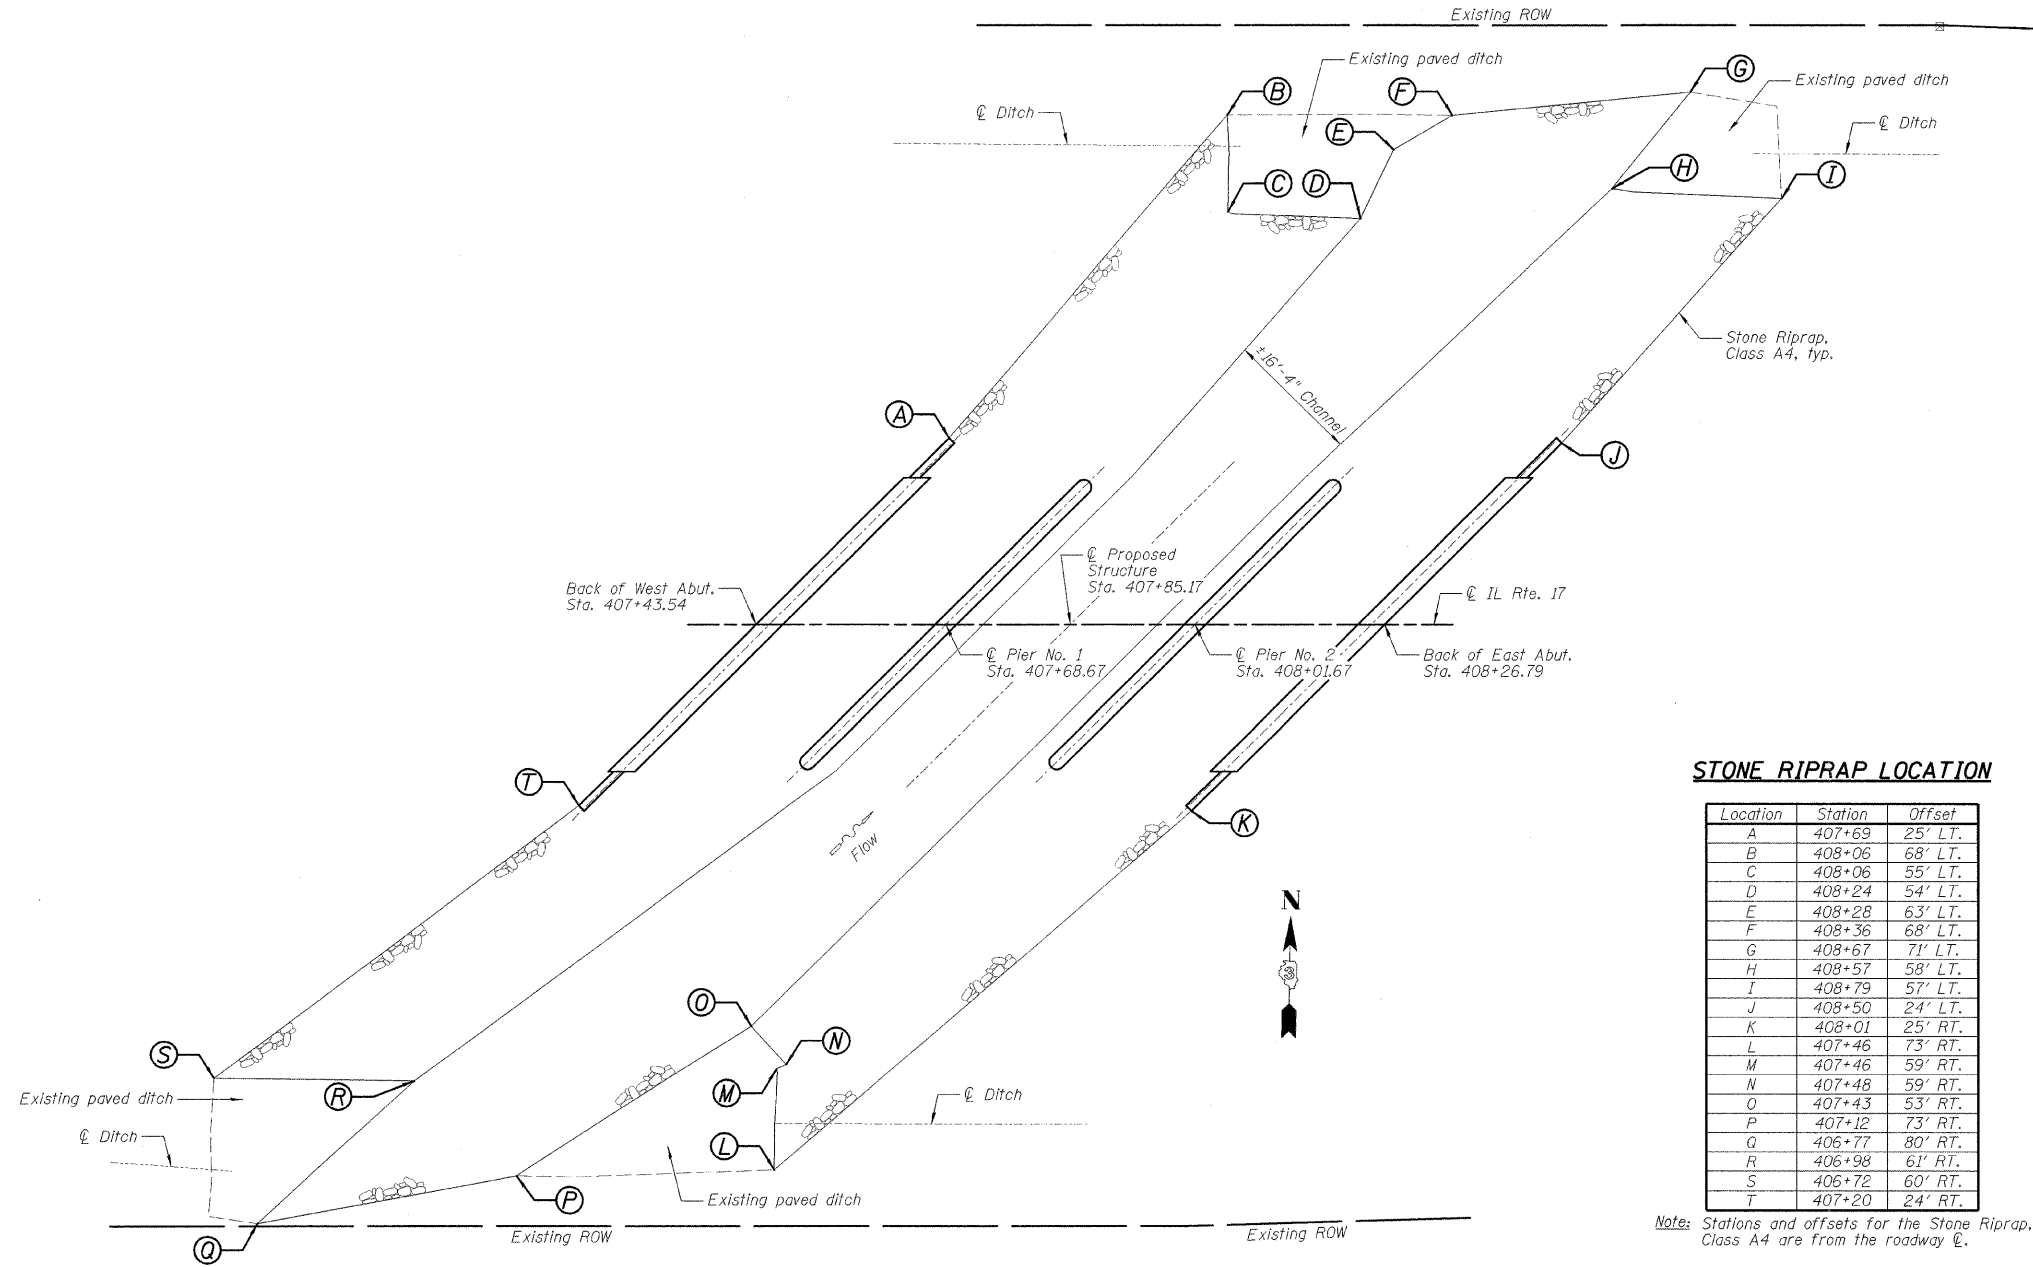 Existing ROW
Existing paved ditch
℄ Ditch
B
F
G
Existing paved ditch
℄ Ditch
E
C
D
H
I
Stone Riprap,
Class A4, typ.
±16'-4" Channel
A
J
℄ Proposed
Structure
Sta. 407+85.17
Back of West Abut.
Sta. 407+43.54
℄ IL Rte. 17
℄ Pier No. 1
Sta. 407+68.67
℄ Pier No. 2
Sta. 408+01.67
Back of East Abut.
Sta. 408+26.79
T
K
Flow
N
3
O
N
M
S
R
Existing paved ditch
℄ Ditch
℄ Ditch
L
P
Existing paved ditch
Q
Existing ROW
Existing ROW
STONE RIPRAP LOCATION
Location Station Offset
A 407+69 25' LT.
B 408+06 68' LT.
C 408+06 55' LT.
D 408+24 54' LT.
E 408+28 63' LT.
F 408+36 68' LT.
G 408+67 71' LT.
H 408+57 58' LT.
I 408+79 57' LT.
J 408+50 24' LT.
K 408+01 25' RT.
L 407+46 73' RT.
M 407+46 59' RT.
N 407+48 59' RT.
O 407+43 53' RT.
P 407+12 73' RT.
Q 406+77 80' RT.
R 406+98 61' RT.
S 406+72 60' RT.
T 407+20 24' RT.
Note: Stations and offsets for the Stone Riprap,
Class A4 are from the roadway ℄.